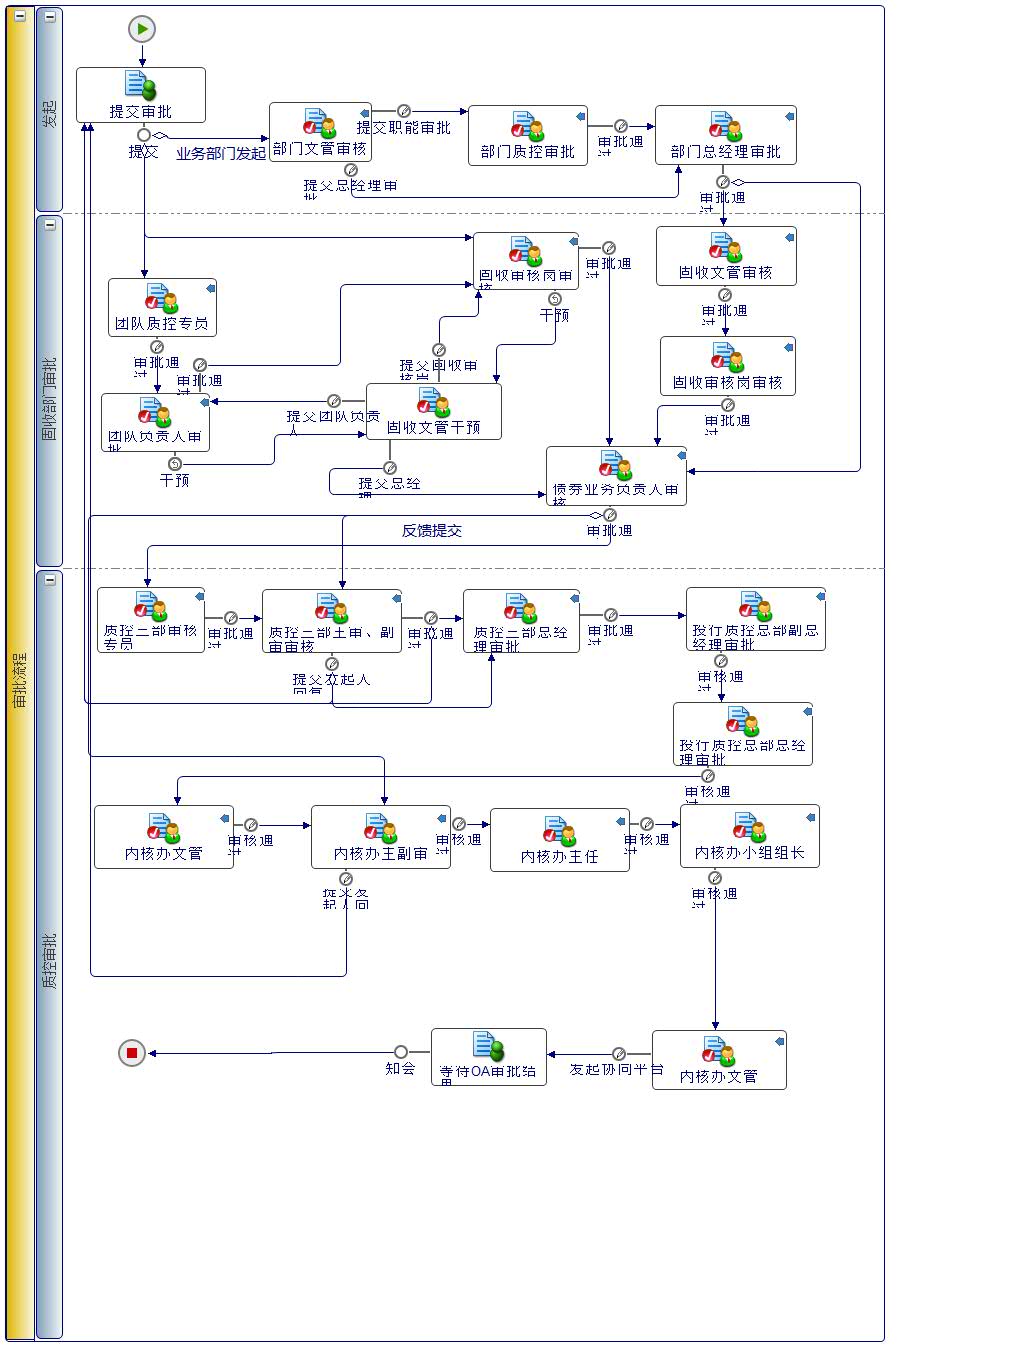 审批流程
发起
固收部门审批
质控审批
提交审批
提交
业务部门发起
部门文管审核
提交职能审批
部门质控审批
审批通
过
部门总经理审批
提交总经理审
批
审批通
过
固收审核岗审
核
审批通
过
固收文管审核
干预
审批通
过
团队质控专员
固收审核岗审核
审批通
过
审批通
过
提交固收审
核岗
审批通
过
团队负责人审
批
提交团队负责
人
固收文管干预
干预
提交总经
理
债券业务负责人审
核
反馈提交
审批通
过
质控二部审核
专员
审批通
过
质控二部主审、副
审审核
审批通
过
质控二部总经
理审批
审批通
过
投行质控总部副总
经理审批
提交发起人
回复
审批通
过
投行质控总部总经
理审批
审核通
过
内核办文管
审核通
过
内核办主副审
审核通
过
内核办主任
审核通
过
内核办小组组长
提交发
起人回
审核通
过
知会
等待OA审批结
果
发起协同平台
内核办文管